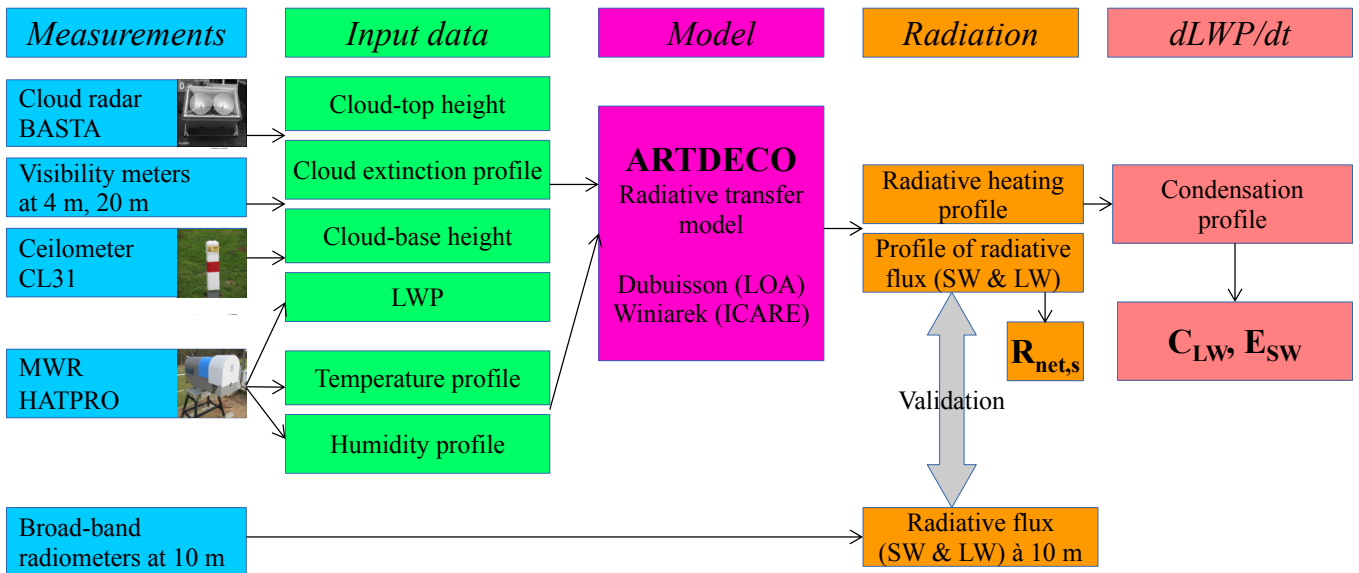 Measurements
Input data
Model
Radiation
dLWP/dt
Cloud radar
BASTA
Visibility meters
at 4 m, 20 m
Ceilometer
CL31
MWR
HATPRO
Broad-band
radiometers at 10 m
Cloud-top height
Cloud extinction profile
Cloud-base height
LWP
Temperature profile
Humidity profile
ARTDECO
Radiative transfer
model
Dubuisson (LOA)
Winiarek (ICARE)
Radiative heating
profile
Profile of radiative
flux (SW & LW)
R_net,s
Validation
Radiative flux
(SW & LW) à 10 m
Condensation
profile
C_LW, E_SW